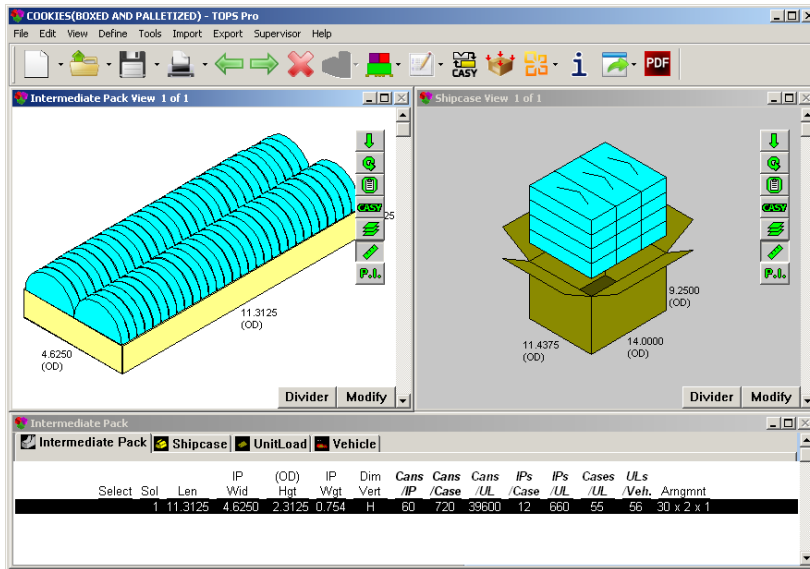 COOKIES(BOXED AND PALLETIZED) - TOPS Pro
File Edit View Define Tools Import Export Supervisor Help
CASY
i
PDF
Intermediate Pack View 1 of 1
CASY
P.I.
25
11.3125
(OD)
4.6250
(OD)
Divider Modify
Shipcase View 1 of 1
CASY
P.I.
9.2500
(OD)
11.4375
(OD)
14.0000
(OD)
Divider Modify
Intermediate Pack
Intermediate Pack Shipcase UnitLoad Vehicle
IP (OD) IP Dim Cans Cans Cans IPs IPs Cases ULs
Select Sol Len Wid Hgt Wgt Vert /IP /Case /UL /Case /UL /UL /Veh. Arngmnt
1 11.3125 4.6250 2.3125 0.754 H 60 720 39600 12 660 55 56 30 x 2 x 1